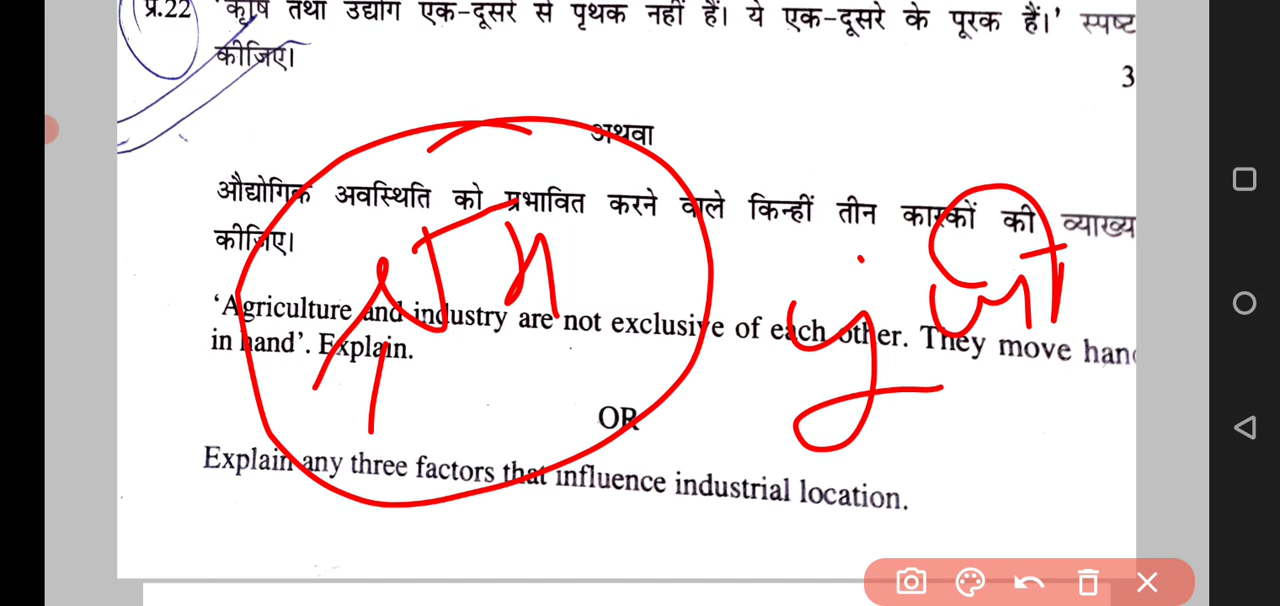 प्र.22 'कृषि तथा उद्योग एक-दूसरे से पृथक नहीं हैं। ये एक-दूसरे के पूरक हैं।' स्पष्ट
कीजिए।
3
अथवा
औद्योगिक अवस्थिति को प्रभावित करने वाले किन्हीं तीन कारकों की व्याख्य
कीजिए।
श्रम
पूंजी
'Agriculture and industry are not exclusive of each other. They move hand
in hand'. Explain.
OR
Explain any three factors that influence industrial location.